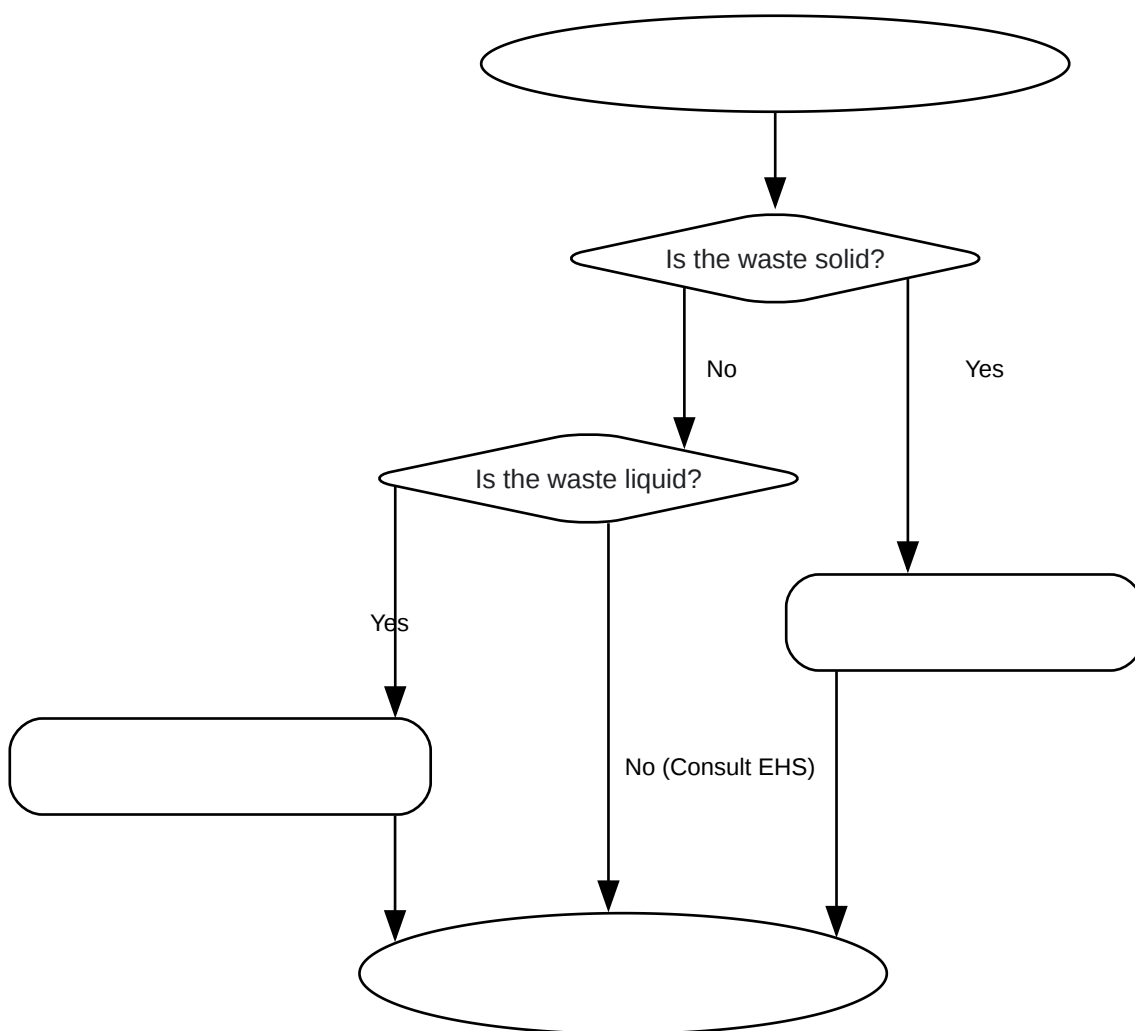 Is the waste solid?
No
Yes
Is the waste liquid?
Yes
No (Consult EHS)